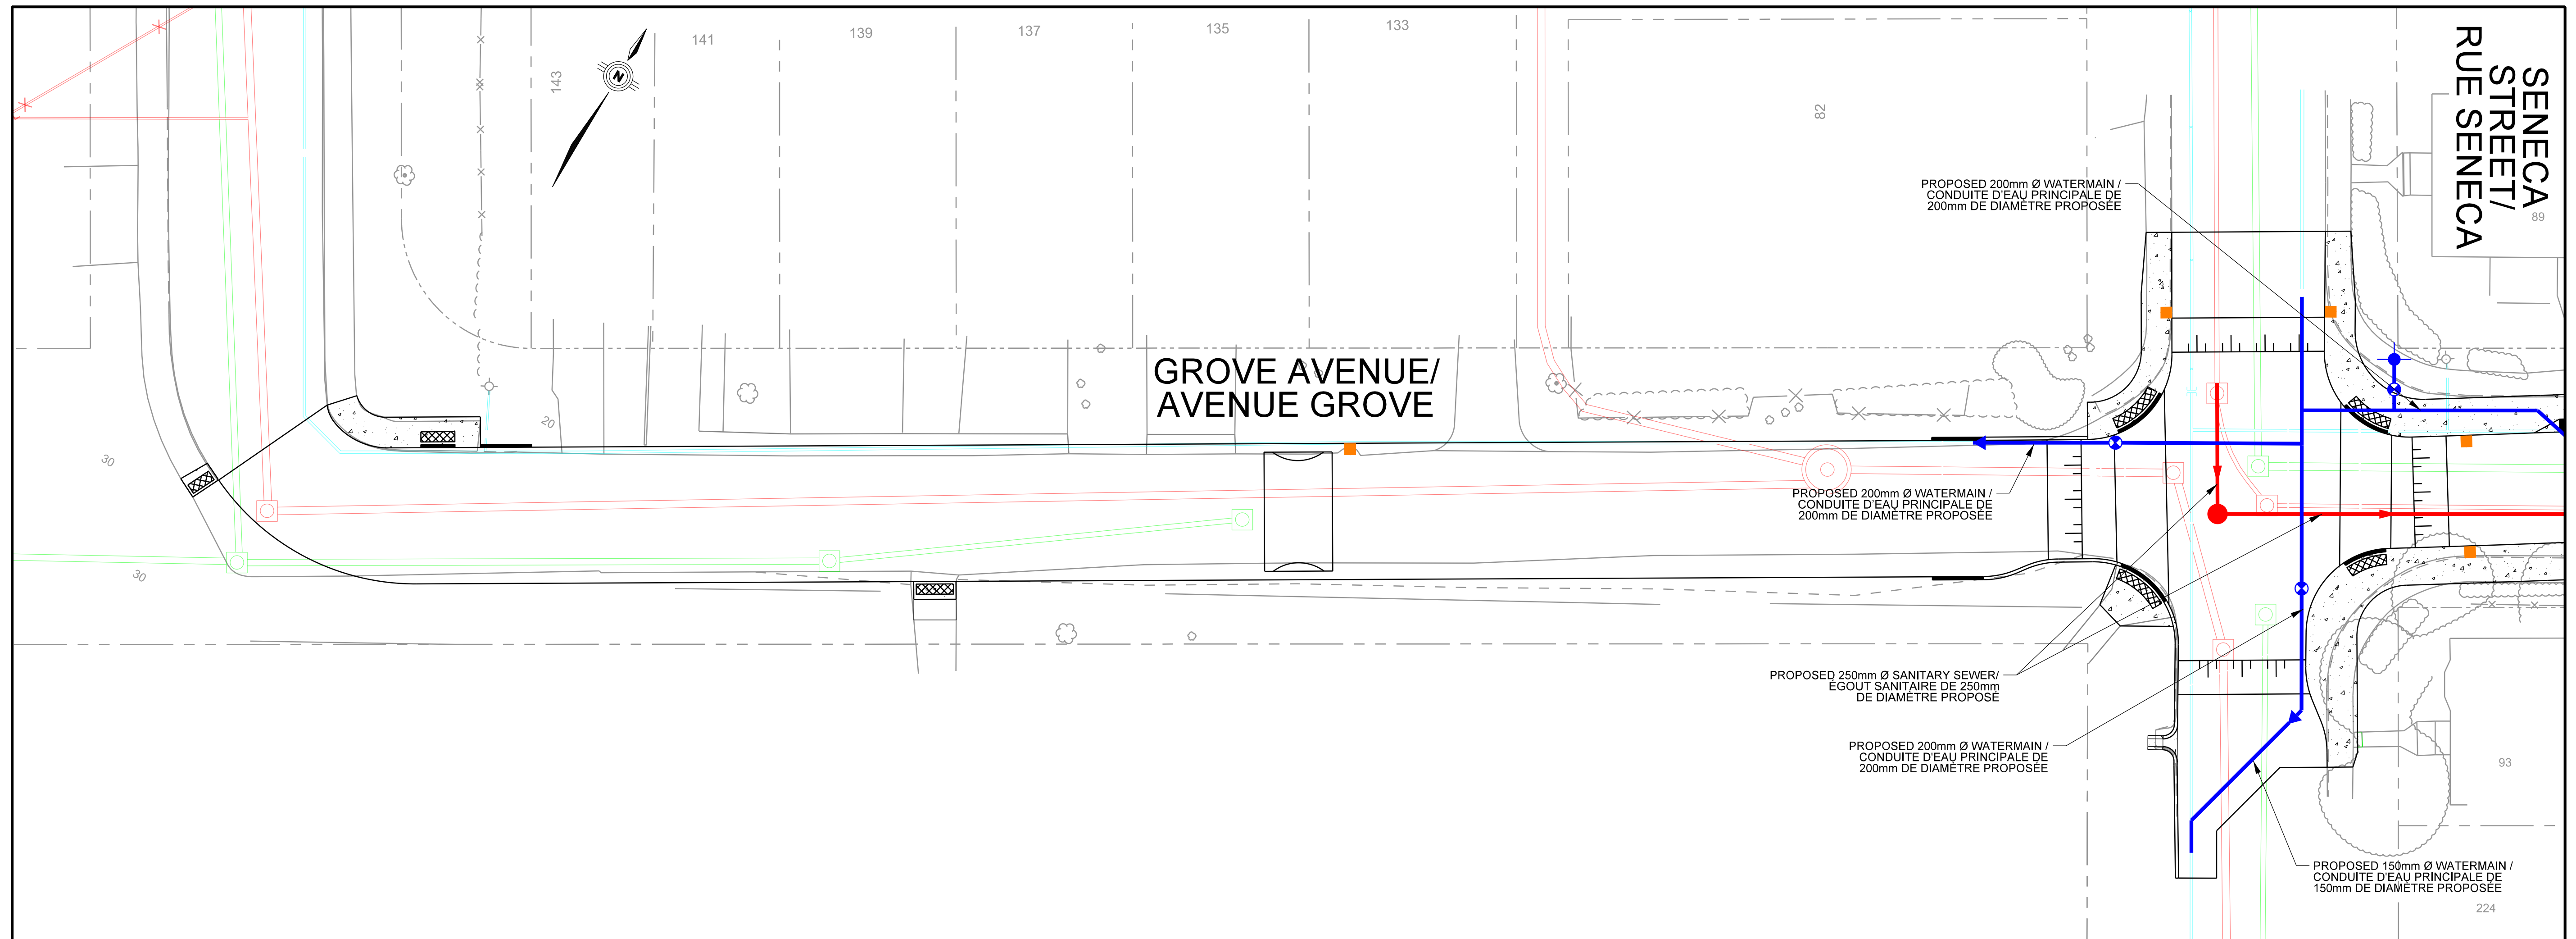 141
139
137
135
133
143
N
82
SENECA
STREET/
RUE SENECA
89
PROPOSED 200mm Ø WATERMAIN /
CONDUITE D'EAU PRINCIPALE DE
200mm DE DIAMÈTRE PROPOSÉE
GROVE AVENUE/
AVENUE GROVE
20
30
30
PROPOSED 200mm Ø WATERMAIN /
CONDUITE D'EAU PRINCIPALE DE
200mm DE DIAMÈTRE PROPOSÉE
PROPOSED 250mm Ø SANITARY SEWER/
ÉGOUT SANITAIRE DE 250mm
DE DIAMÈTRE PROPOSÉ
PROPOSED 200mm Ø WATERMAIN /
CONDUITE D'EAU PRINCIPALE DE
200mm DE DIAMÈTRE PROPOSÉE
93
PROPOSED 150mm Ø WATERMAIN /
CONDUITE D'EAU PRINCIPALE DE
150mm DE DIAMÈTRE PROPOSÉE
224